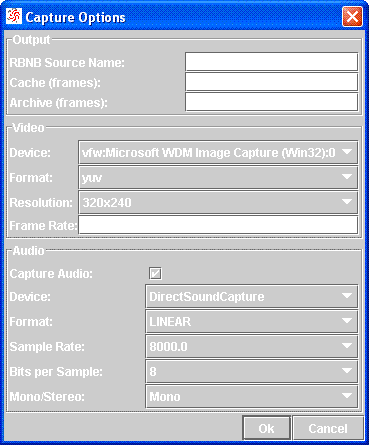 Capture Options
Output
RBNB Source Name:
Cache (frames):
Archive (frames):
Video
Device: vfw:Microsoft WDM Image Capture (Win32):0
Format: yuv
Resolution: 320x240
Frame Rate:
Audio
Capture Audio:
Device: DirectSoundCapture
Format: LINEAR
Sample Rate: 8000.0
Bits per Sample: 8
Mono/Stereo: Mono
Ok Cancel